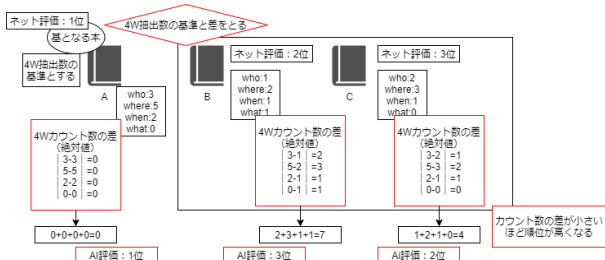 ネット評価：1位
4W抽出数の基準と差をとる
基となる本
4W抽出数の
基準とする
A
who:3
where:5
when:2
what:0
4Wカウント数の差
(絶対値)
| 3-3 | =0
| 5-5 | =0
| 2-2 | =0
| 0-0 | =0
0+0+0+0=0
AI評価：1位
ネット評価：2位
B
who:1
where:2
when:1
what:1
4Wカウント数の差
(絶対値)
| 3-1 | =2
| 5-2 | =3
| 2-1 | =1
| 0-1 | =1
2+3+1+1=7
AI評価：3位
ネット評価：3位
C
who:2
where:3
when:1
what:0
4Wカウント数の差
(絶対値)
| 3-2 | =1
| 5-3 | =2
| 2-1 | =1
| 0-0 | =0
1+2+1+0=4
AI評価：2位
カウント数の差が小さい
ほど順位が高くなる